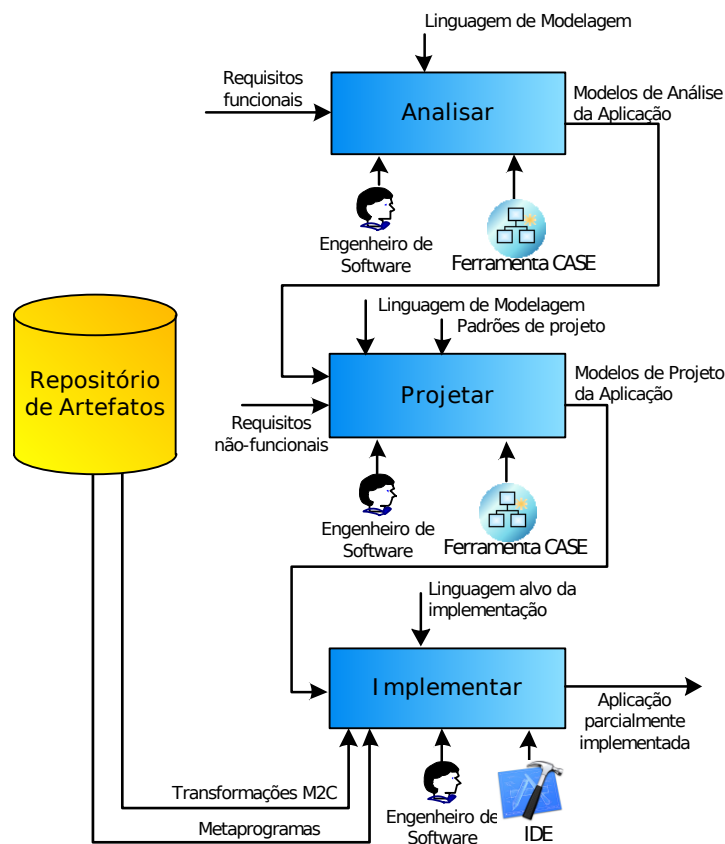 Linguagem de Modelagem
Requisitos
funcionais
Analisar
Modelos de Análise
da Aplicação
Engenheiro de
Software
Ferramenta CASE
Linguagem de Modelagem
Padrões de projeto
Repositório
de Artefatos
Projetar
Modelos de Projeto
da Aplicação
Requisitos
não-funcionais
Engenheiro de
Software
Ferramenta CASE
Linguagem alvo da
implementação
Implementar
Aplicação
parcialmente
implementada
Transformações M2C
Metaprogramas
Engenheiro de
Software
IDE